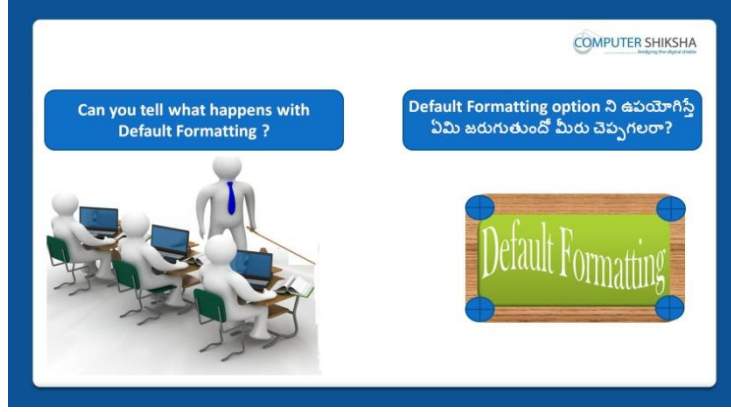 COMPUTER SHIKSHA
bridging the digital divide
Can you tell what happens with
Default Formatting ?
Default Formatting option ని ఉపయోగిస్తే
ఏమి జరుగుతుందో మీరు చెప్పగలరా?
Default Formatting